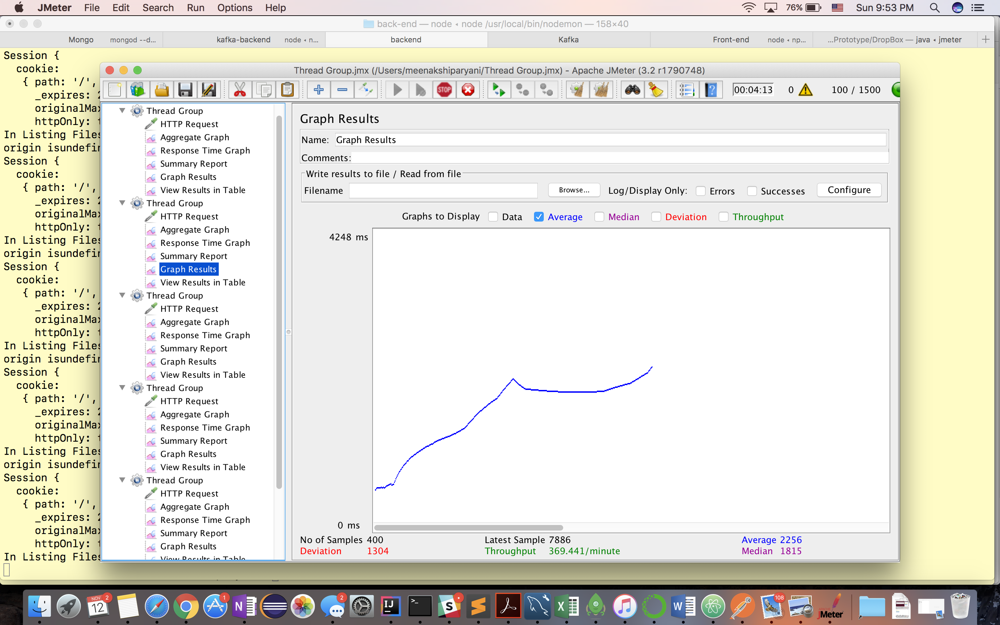 JMeter File Edit Search Run Options Help 76% Sun 9:53 PM
back-end — node ◂ node /usr/local/bin/nodemon — 158×40
Mongo mongod --d... kafka-backend node ◂ n... backend Kafka Front-end node ◂ np... ...Prototype/DropBox — java ◂ jmeter
Session {
cookie:
{ path: '/',
_expires: 2
originalMax
httpOnly: t
In Listing Files
origin isundefin
Session {
cookie:
{ path: '/',
_expires: 2
originalMax
httpOnly: t
In Listing Files
origin isundefin
Session {
cookie:
{ path: '/',
_expires: 2
originalMax
httpOnly: t
In Listing Files
origin isundefin
Session {
cookie:
{ path: '/',
_expires: 2
originalMax
httpOnly: t
In Listing Files
origin isundefin
Session {
cookie:
{ path: '/',
_expires: 2
originalMax
httpOnly: t
In Listing Files
Thread Group.jmx (/Users/meenakshiparyani/Thread Group.jmx) - Apache JMeter (3.2 r1790748)
STOP 00:04:13 0 100 / 1500
Thread Group
HTTP Request
Aggregate Graph
Response Time Graph
Summary Report
Graph Results
View Results in Table
Thread Group
HTTP Request
Aggregate Graph
Response Time Graph
Summary Report
Graph Results
View Results in Table
Thread Group
HTTP Request
Aggregate Graph
Response Time Graph
Summary Report
Graph Results
View Results in Table
Thread Group
HTTP Request
Aggregate Graph
Response Time Graph
Summary Report
Graph Results
View Results in Table
Thread Group
HTTP Request
Aggregate Graph
Response Time Graph
Summary Report
Graph Results
View Results in Table
Graph Results
Name: Graph Results
Comments:
Write results to file / Read from file
Filename Browse... Log/Display Only: Errors Successes Configure
Graphs to Display Data Average Median Deviation Throughput
4248 ms
0 ms
No of Samples 400 Latest Sample 7886 Average 2256
Deviation 1304 Throughput 369.441/minute Median 1815
NOV 12 2 1 N 2 IJ >_ S X W 108 JMeter